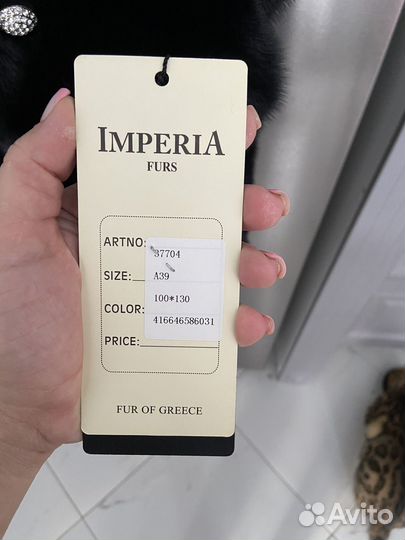 IMPERIA
FURS
ARTNO:
37704
SIZE: A39
COLOR: 100*130
416646586031
PRICE:
FUR OF GREECE
Avito